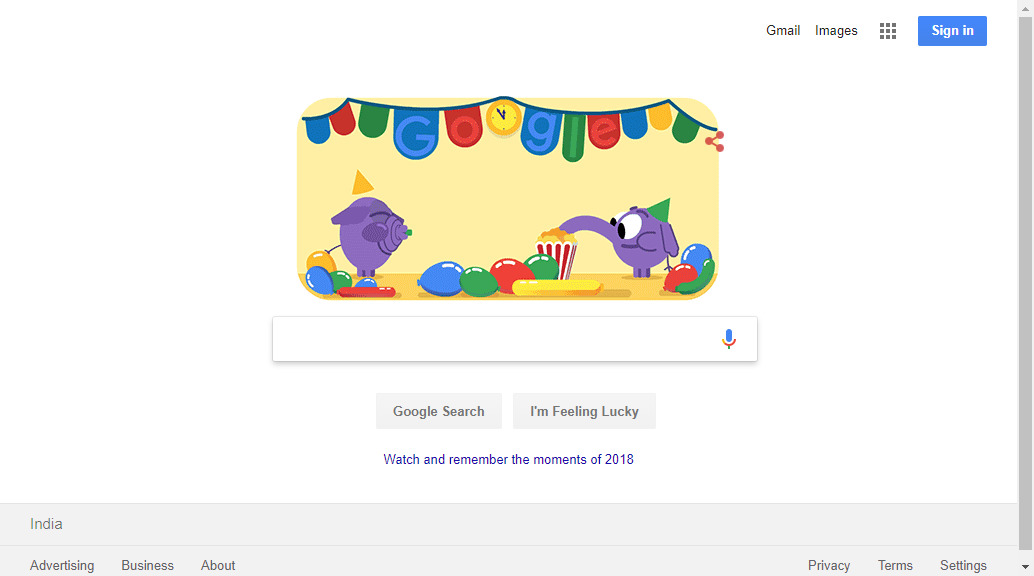 Gmail Images Sign in
Google
Google Search I'm Feeling Lucky
Watch and remember the moments of 2018
India
Advertising Business About Privacy Terms Settings